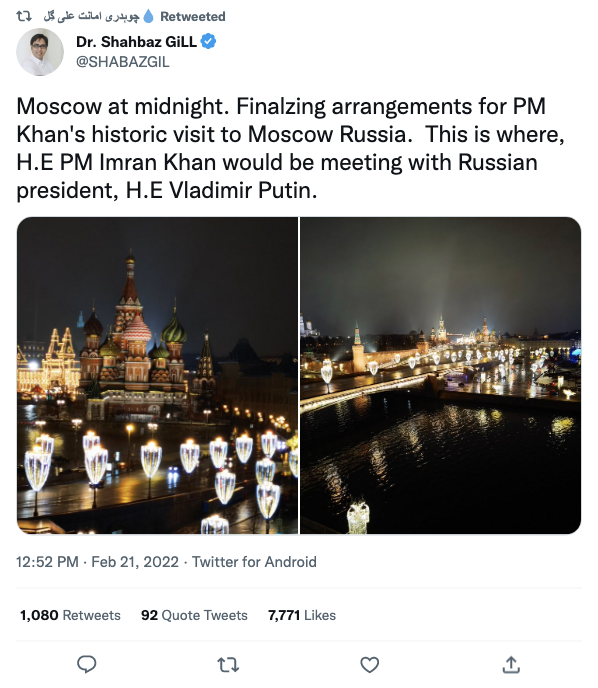 چوہدری امانت علی گل Retweeted
Dr. Shahbaz GiLL
@SHABAZGIL
Moscow at midnight. Finalzing arrangements for PM
Khan's historic visit to Moscow Russia. This is where,
H.E PM Imran Khan would be meeting with Russian
president, H.E Vladimir Putin.
12:52 PM · Feb 21, 2022 · Twitter for Android
1,080 Retweets 92 Quote Tweets 7,771 Likes